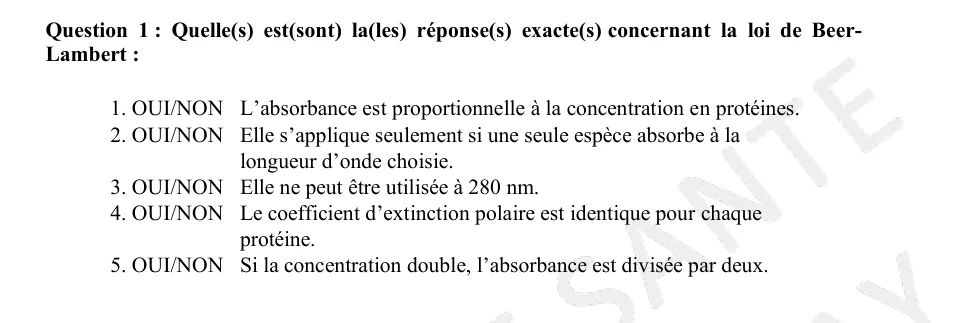 Question 1 : Quelle(s) est(sont) la(les) réponse(s) exacte(s) concernant la loi de Beer-
Lambert :
1. OUI/NON L’absorbance est proportionnelle à la concentration en protéines.
2. OUI/NON Elle s’applique seulement si une seule espèce absorbe à la
longueur d’onde choisie.
3. OUI/NON Elle ne peut être utilisée à 280 nm.
4. OUI/NON Le coefficient d’extinction polaire est identique pour chaque
protéine.
5. OUI/NON Si la concentration double, l’absorbance est divisée par deux.
SANTE